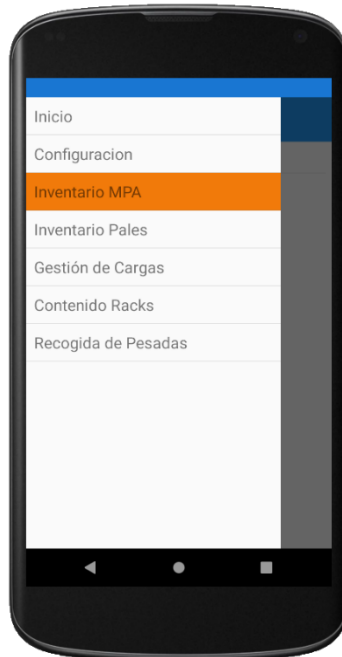 Inicio
Configuracion
Inventario MPA
Inventario Pales
Gestión de Cargas
Contenido Racks
Recogida de Pesadas